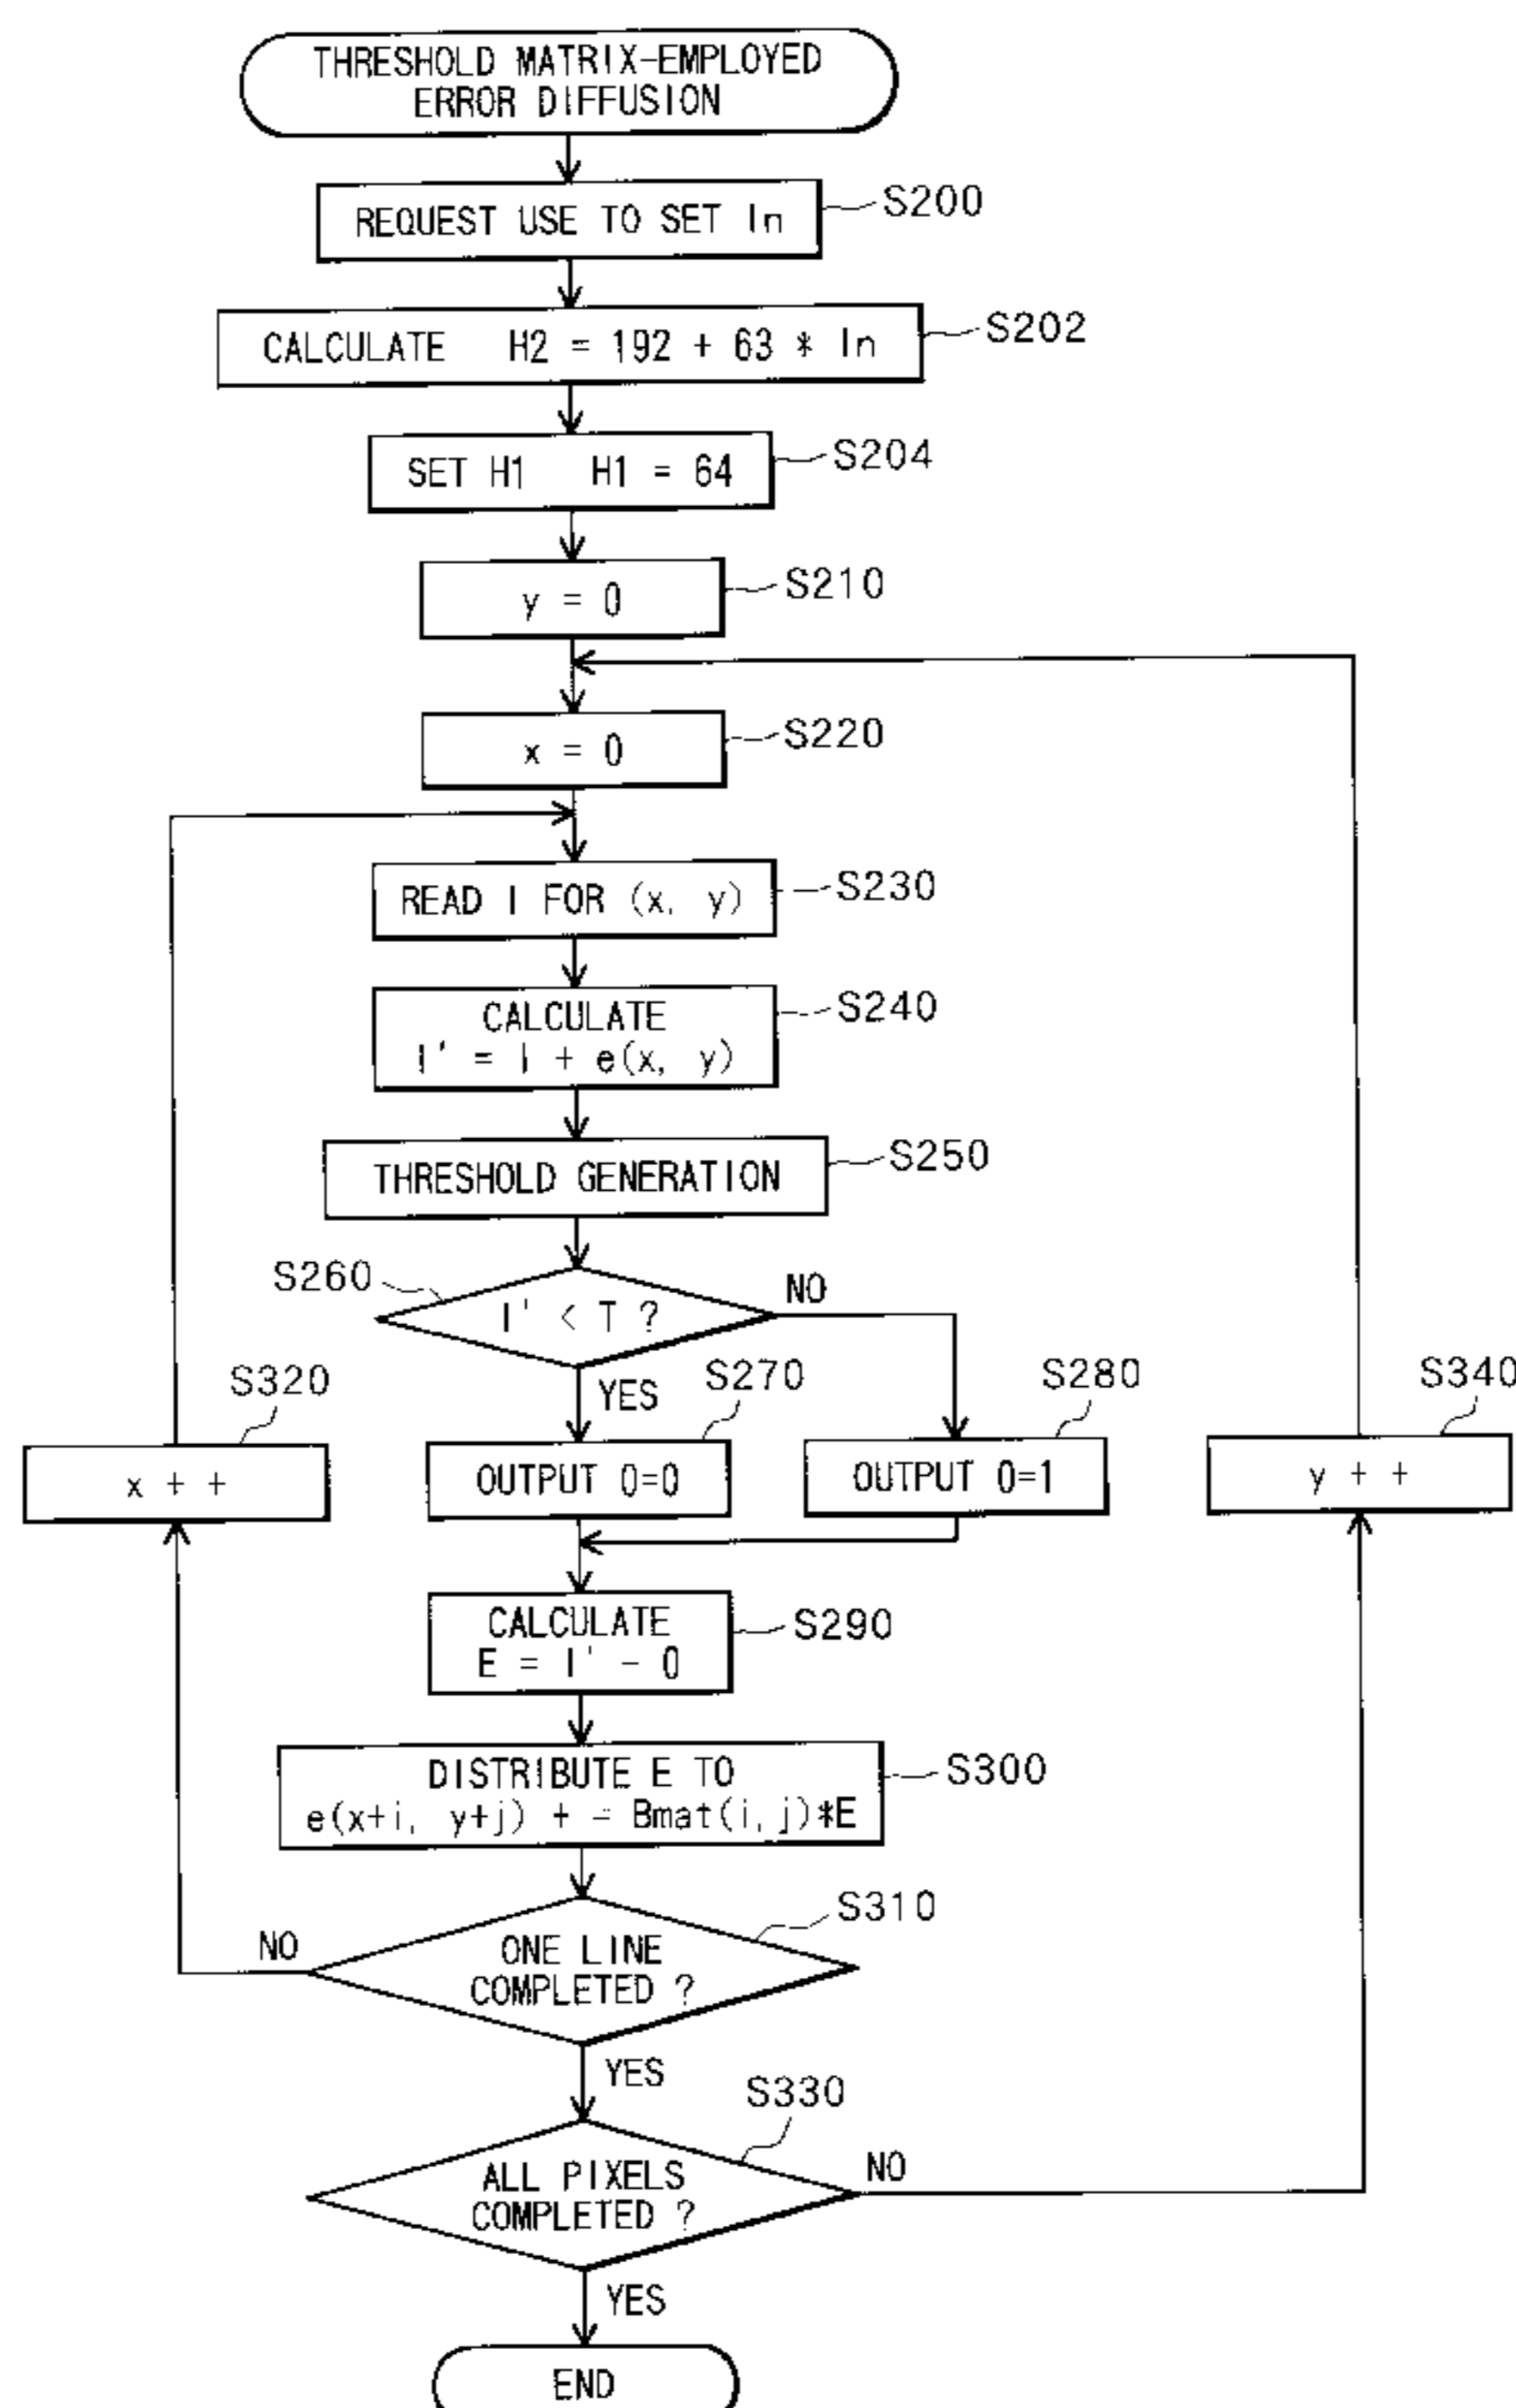 THRESHOLD MATRIX-EMPLOYED
ERROR DIFFUSION
REQUEST USE TO SET In
S200
CALCULATE H2 = 192 + 63 * In
S202
SET H1 H1 = 64
S204
y = 0
S210
x = 0
S220
READ I FOR (x, y)
S230
CALCULATE
I' = I + e(x, y)
S240
THRESHOLD GENERATION
S250
S260
I' < T ?
NO
YES
S320
x + +
S270
OUTPUT O=0
S280
OUTPUT O=1
S340
y + +
CALCULATE
E = I' - O
S290
DISTRIBUTE E TO
e(x+i, y+j) + = Bmat(i, j)*E
S300
S310
NO
ONE LINE
COMPLETED ?
YES
S330
ALL PIXELS
COMPLETED ?
NO
YES
END